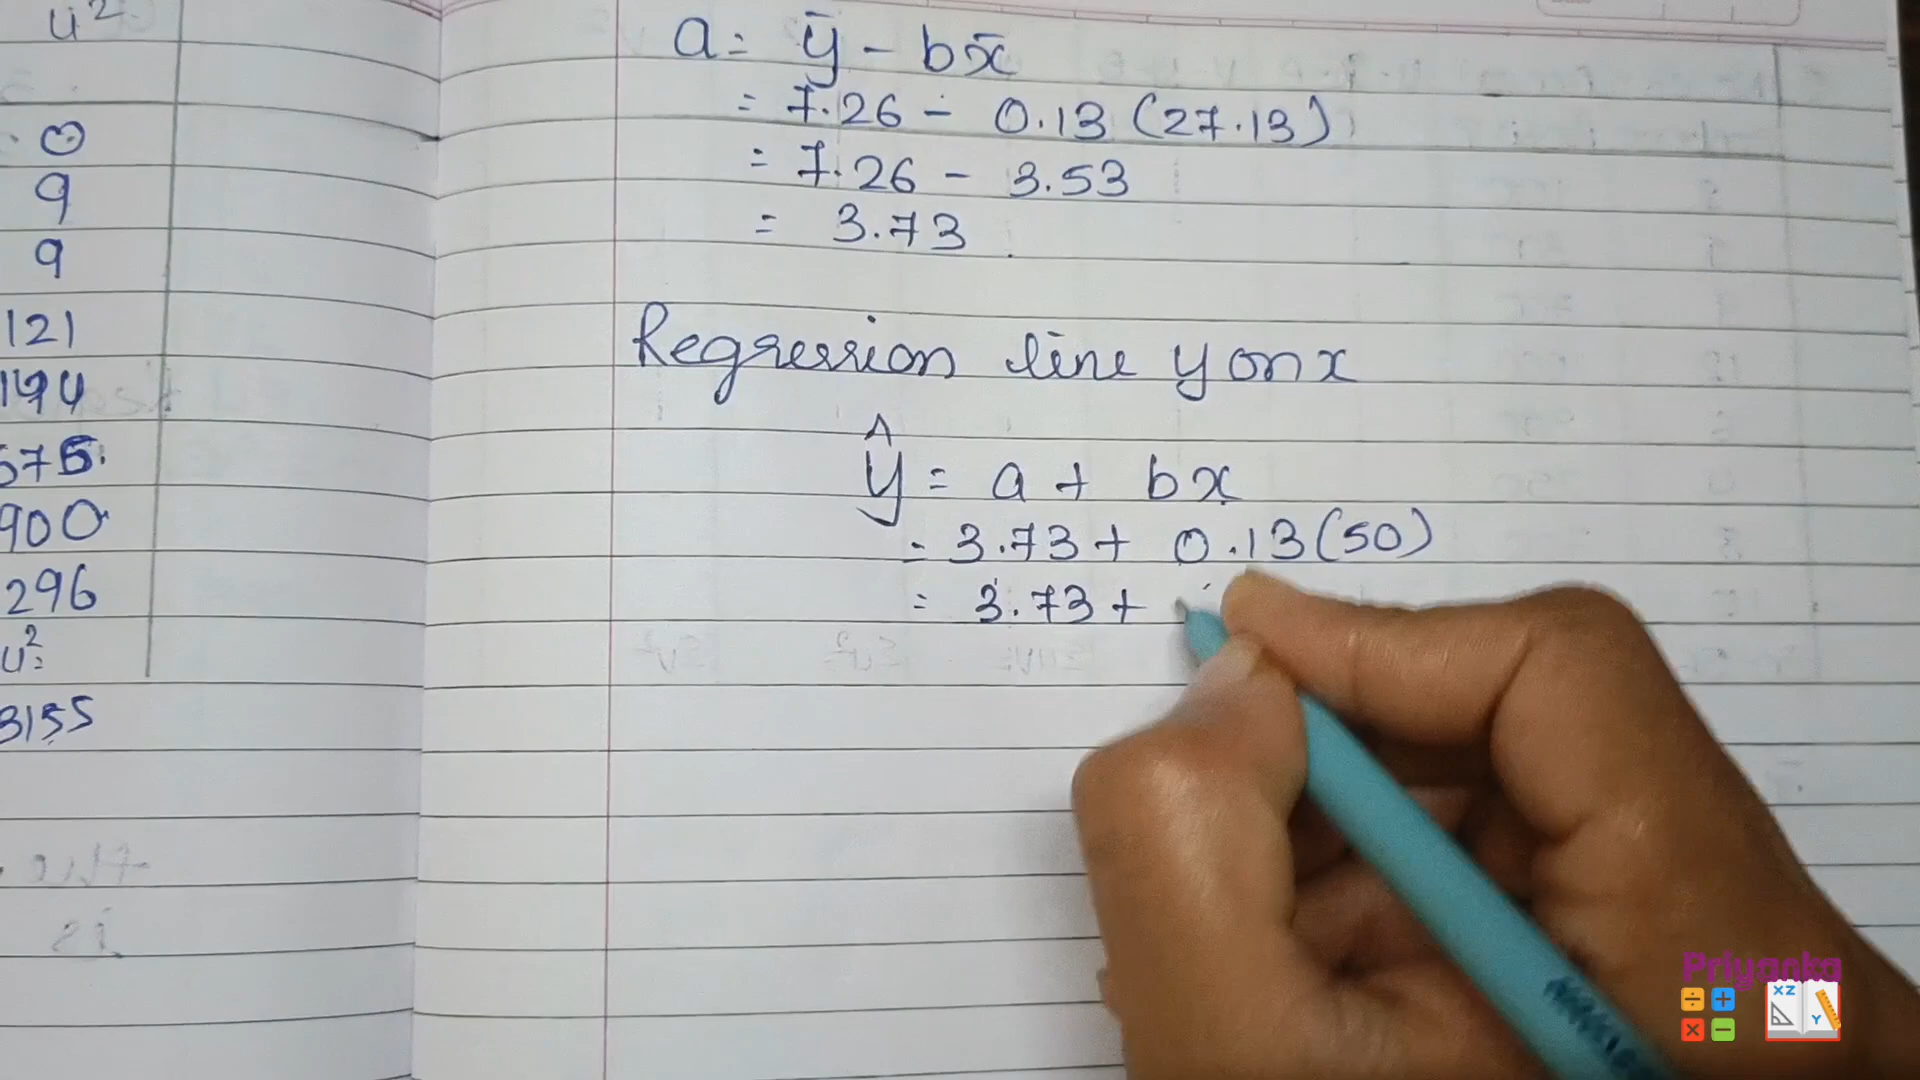 u²
0
9
9
121
144
900
296
u²=
3155
a = ȳ - bx̄
= 7.26 - 0.13 (27.13)
= 7.26 - 3.53
= 3.73
Regression line y on x
ŷ = a + bx
= 3.73 + 0.13 (50)
= 3.73 +
Priyanka
XZ
Y